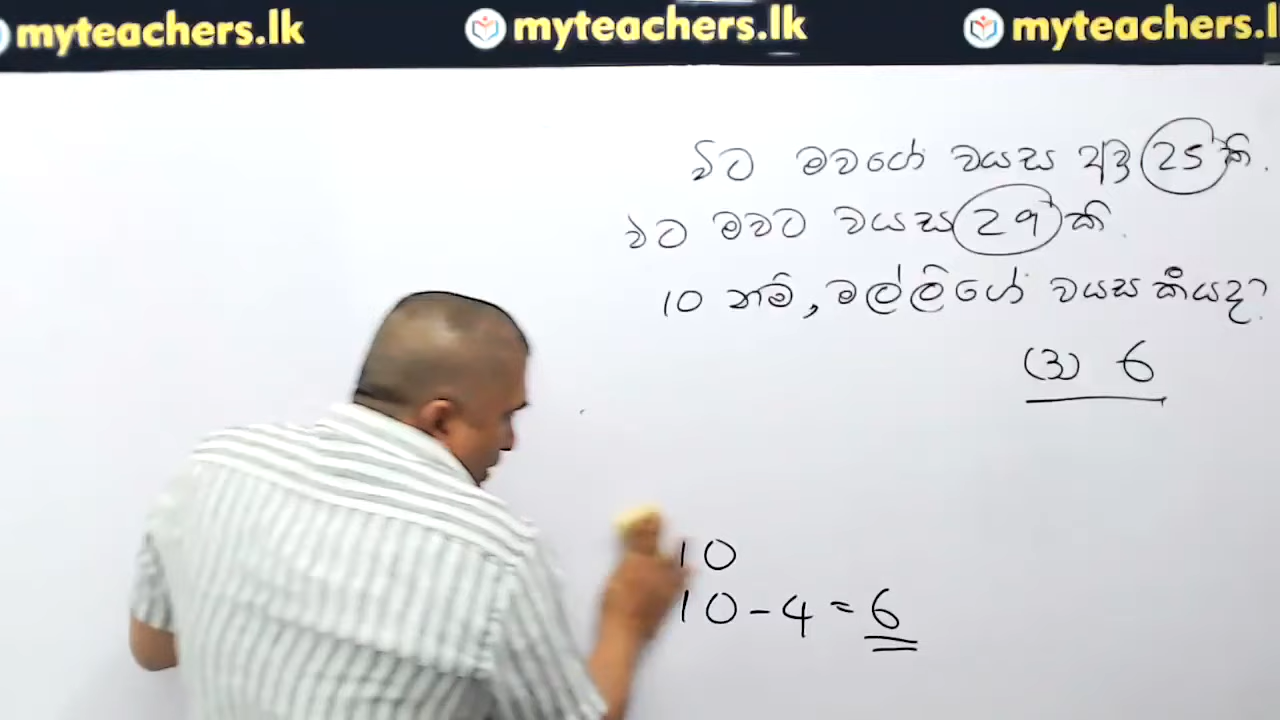 myteachers.lk myteachers.lk myteachers.l
විට මවගේ වයස අවු 25 කි.
විට මවට වයස 29 කි.
10 නම්, මල්ලිගේ වයස කීයද?
(3) 6
10
10 - 4 = 6